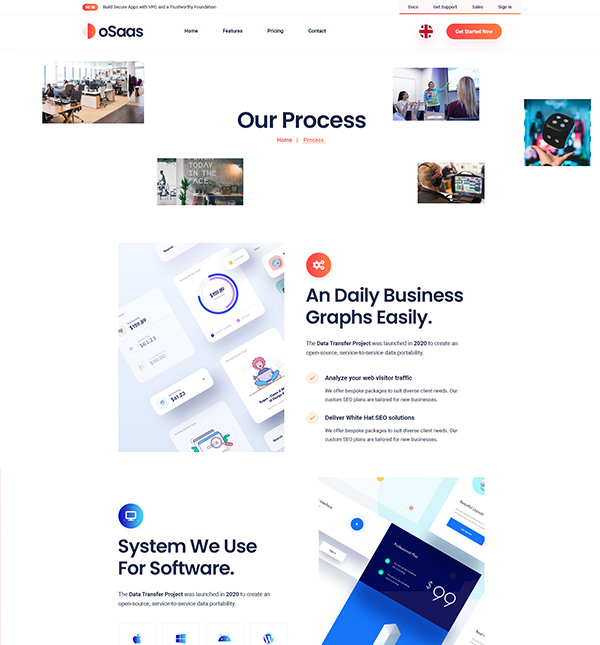 NEW Build Secure Apps with VPC and a Trustworthy Foundation Docs Get Support Sales Sign in
oSaas Home Features Pricing Contact Get Started Now
Our Process
Home | Process
TODAY
IN THE
FACE.
$159.89
$159.89
$61.23
$61.23
An Daily Business
Graphs Easily.
The Data Transfer Project was launched in 2020 to create an
open-source, service-to-service data portability.
Analyze your web visitor traffic
We offer bespoke packages to suit diverse client needs. Our
custom SEO plans are tailored for new businesses.
Deliver White Hat SEO solutions
We offer bespoke packages to suit diverse client needs. Our
custom SEO plans are tailored for new businesses.
System We Use
For Software.
The Data Transfer Project was launched in 2020 to create an
open-source, service-to-service data portability.
Professional Plan
$99